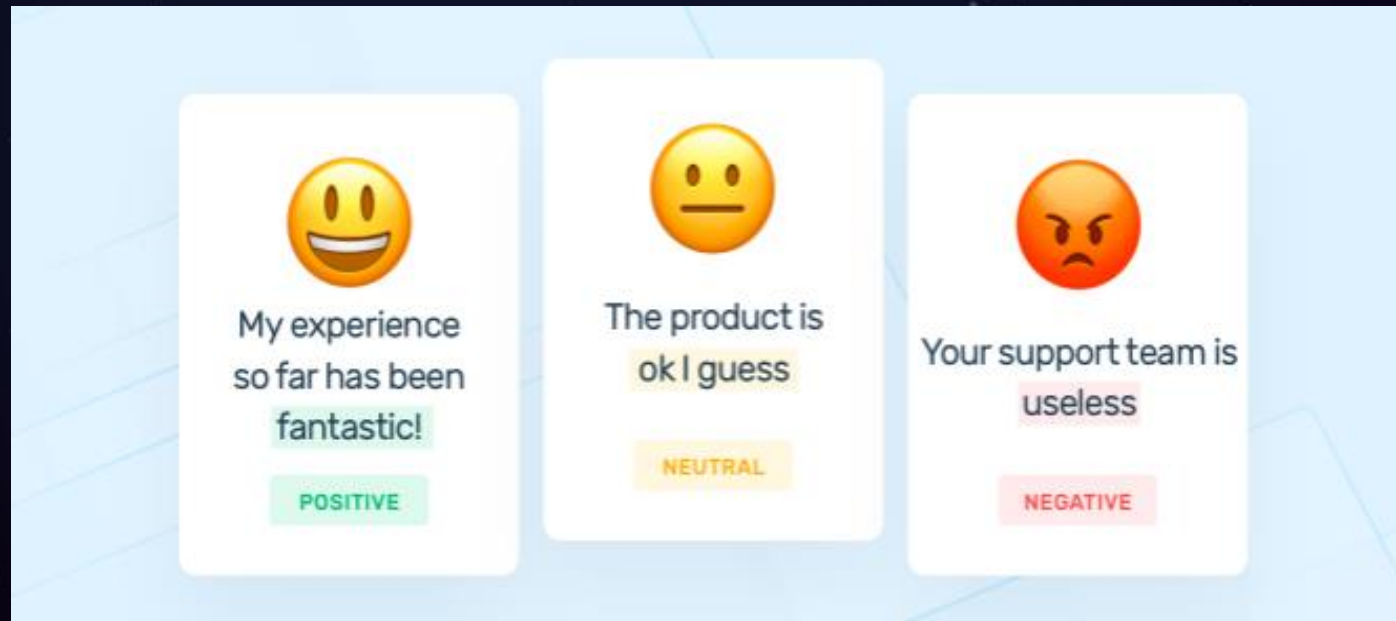 My experience
so far has been
fantastic!
POSITIVE
The product is
ok I guess
NEUTRAL
Your support team is
useless
NEGATIVE